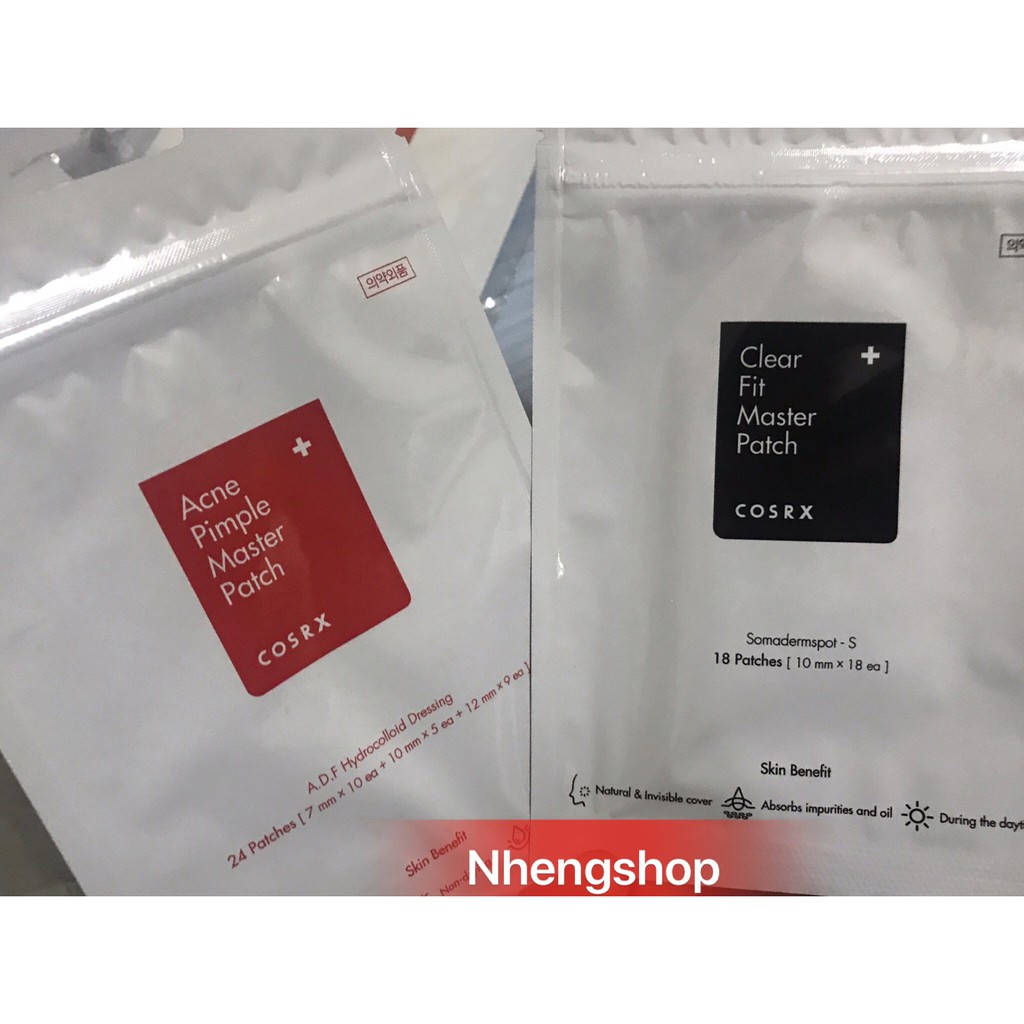 의약외품
Acne
Pimple
Master
Patch
COSRX
A.D.F Hydrocolloid Dressing
24 Patches [ 7 mm × 10 ea + 10 mm × 5 ea + 12 mm × 9 ea ]
Skin Benefit
Clear
Fit
Master
Patch
COSRX
Somadermspot - S
18 Patches [ 10 mm × 18 ea ]
Skin Benefit
Natural & Invisible cover
Absorbs impurities and oil
During the
Nhengshop